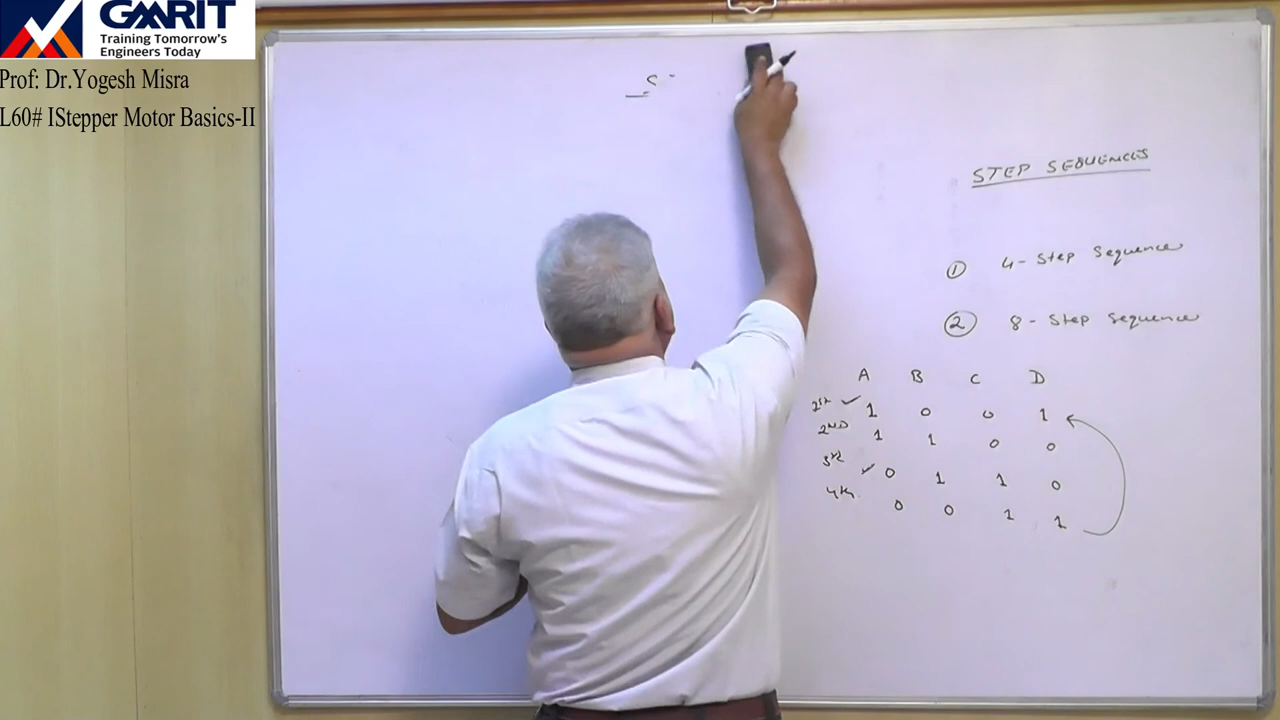 GMRIT
Training Tomorrow's
Engineers Today
Prof: Dr.Yogesh Misra
L60# IStepper Motor Basics-II
STEP SEQUENCES
1 4- Step Sequence
2 8- Step Sequence
A B C D
1 0 0 1
2ND 1 1 0 0
0 1 1 0
4th 0 0 1 1